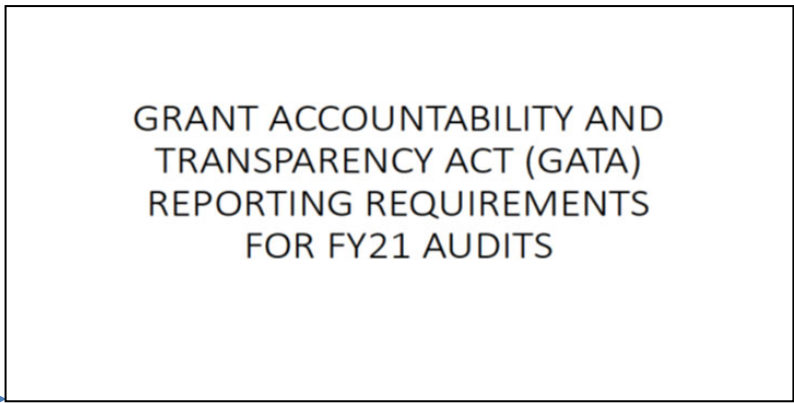 GRANT ACCOUNTABILITY AND
TRANSPARENCY ACT (GATA)
REPORTING REQUIREMENTS
FOR FY21 AUDITS